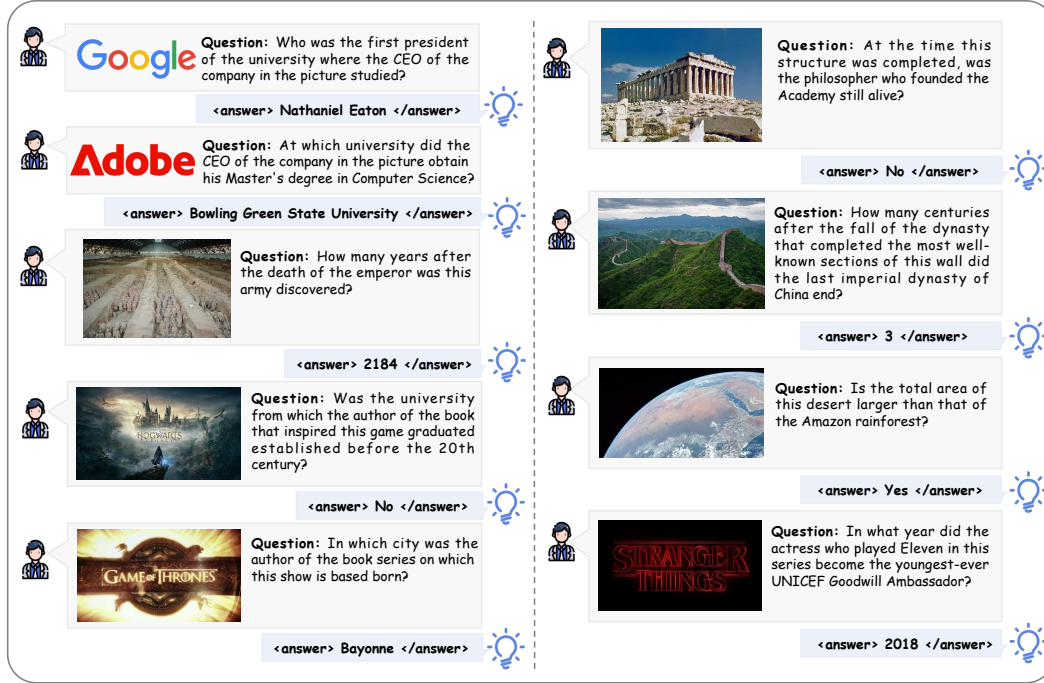 Google
Question: Who was the first president
of the university where the CEO of the
company in the picture studied?
<answer> Nathaniel Eaton </answer>
Adobe
Question: At which university did the
CEO of the company in the picture obtain
his Master's degree in Computer Science?
<answer> Bowling Green State University </answer>
Question: How many years after
the death of the emperor was this
army discovered?
<answer> 2184 </answer>
HOGWARTS
Question: Was the university
from which the author of the book
that inspired this game graduated
established before the 20th
century?
<answer> No </answer>
GAME OF THRONES
Question: In which city was the
author of the book series on which
this show is based born?
<answer> Bayonne </answer>
Question: At the time this
structure was completed, was
the philosopher who founded the
Academy still alive?
<answer> No </answer>
Question: How many centuries
after the fall of the dynasty
that completed the most well-
known sections of this wall did
the last imperial dynasty of
China end?
<answer> 3 </answer>
Question: Is the total area of
this desert larger than that of
the Amazon rainforest?
<answer> Yes </answer>
STRANGER
THINGS
Question: In what year did the
actress who played Eleven in this
series become the youngest-ever
UNICEF Goodwill Ambassador?
<answer> 2018 </answer>